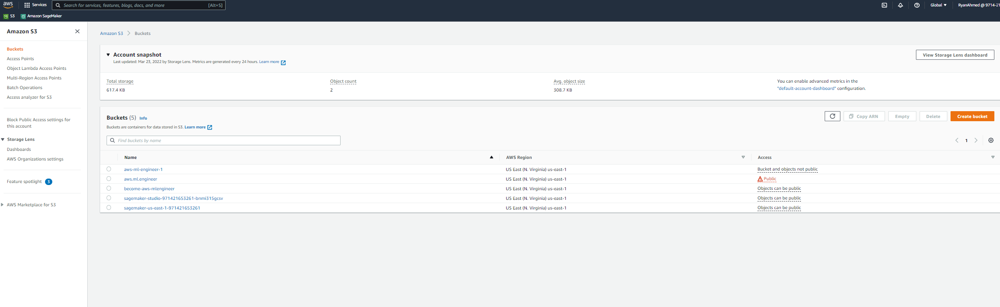 aws
Services
Search for services, features, blogs, docs, and more [Alt+S]
Global
RyanAhmed @ 9714-21
S3 Amazon SageMaker
Amazon S3
Buckets
Access Points
Object Lambda Access Points
Multi-Region Access Points
Batch Operations
Access analyzer for S3
Block Public Access settings for
this account
Storage Lens
Dashboards
AWS Organizations settings
Feature spotlight 3
AWS Marketplace for S3
Amazon S3 Buckets
Account snapshot
Last updated: Mar 23, 2022 by Storage Lens. Metrics are generated every 24 hours. Learn more
View Storage Lens dashboard
Total storage
617.4 KB
Object count
2
Avg. object size
308.7 KB
You can enable advanced metrics in the
"default-account-dashboard" configuration.
Buckets (5) Info
Buckets are containers for data stored in S3. Learn more
Copy ARN Empty Delete Create bucket
Find buckets by name
1
Name AWS Region Access
aws-ml-engineer-1 US East (N. Virginia) us-east-1 Bucket and objects not public
aws.ml.engineer US East (N. Virginia) us-east-1 Public
become-aws-mlengineer US East (N. Virginia) us-east-1 Objects can be public
sagemaker-studio-971421653261-bnmi315gcsv US East (N. Virginia) us-east-1 Objects can be public
sagemaker-us-east-1-971421653261 US East (N. Virginia) us-east-1 Objects can be public